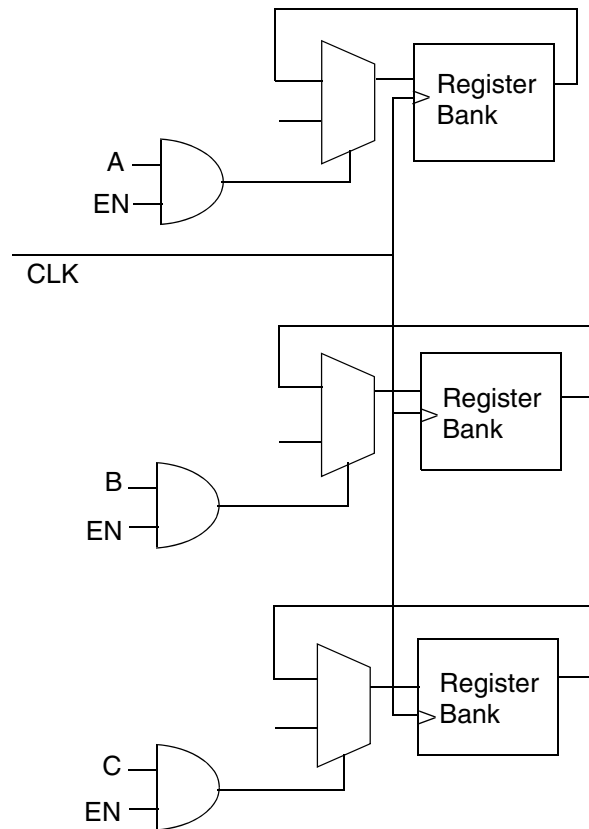 Register
Bank
A
EN
CLK
Register
Bank
B
EN
Register
Bank
C
EN